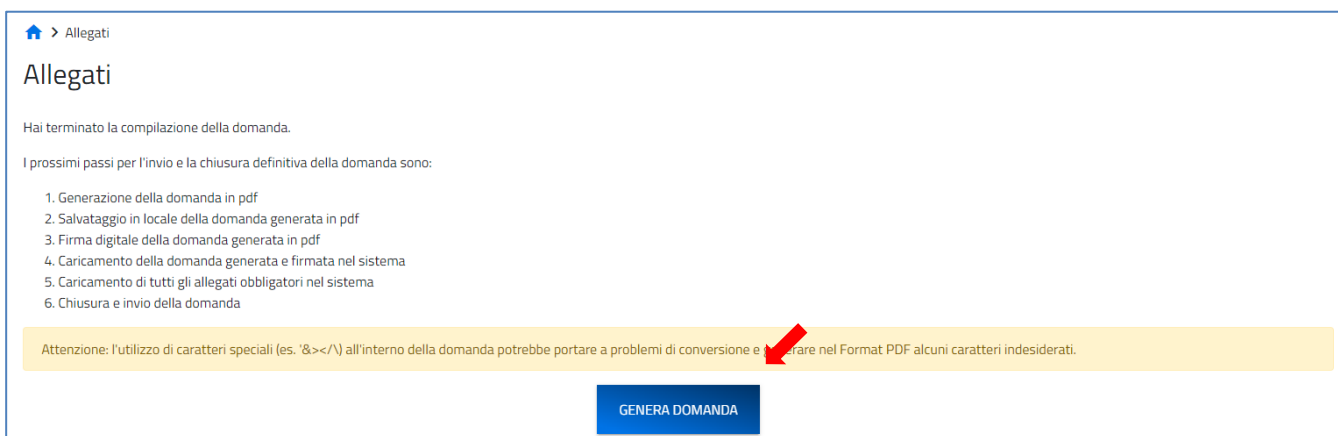 > Allegati
Allegati
Hai terminato la compilazione della domanda.
I prossimi passi per l'invio e la chiusura definitiva della domanda sono:
1. Generazione della domanda in pdf
2. Salvataggio in locale della domanda generata in pdf
3. Firma digitale della domanda generata in pdf
4. Caricamento della domanda generata e firmata nel sistema
5. Caricamento di tutti gli allegati obbligatori nel sistema
6. Chiusura e invio della domanda
Attenzione: l'utilizzo di caratteri speciali (es. '&></\) all'interno della domanda potrebbe portare a problemi di conversione e nel Format PDF alcuni caratteri indesiderati.
GENERA DOMANDA